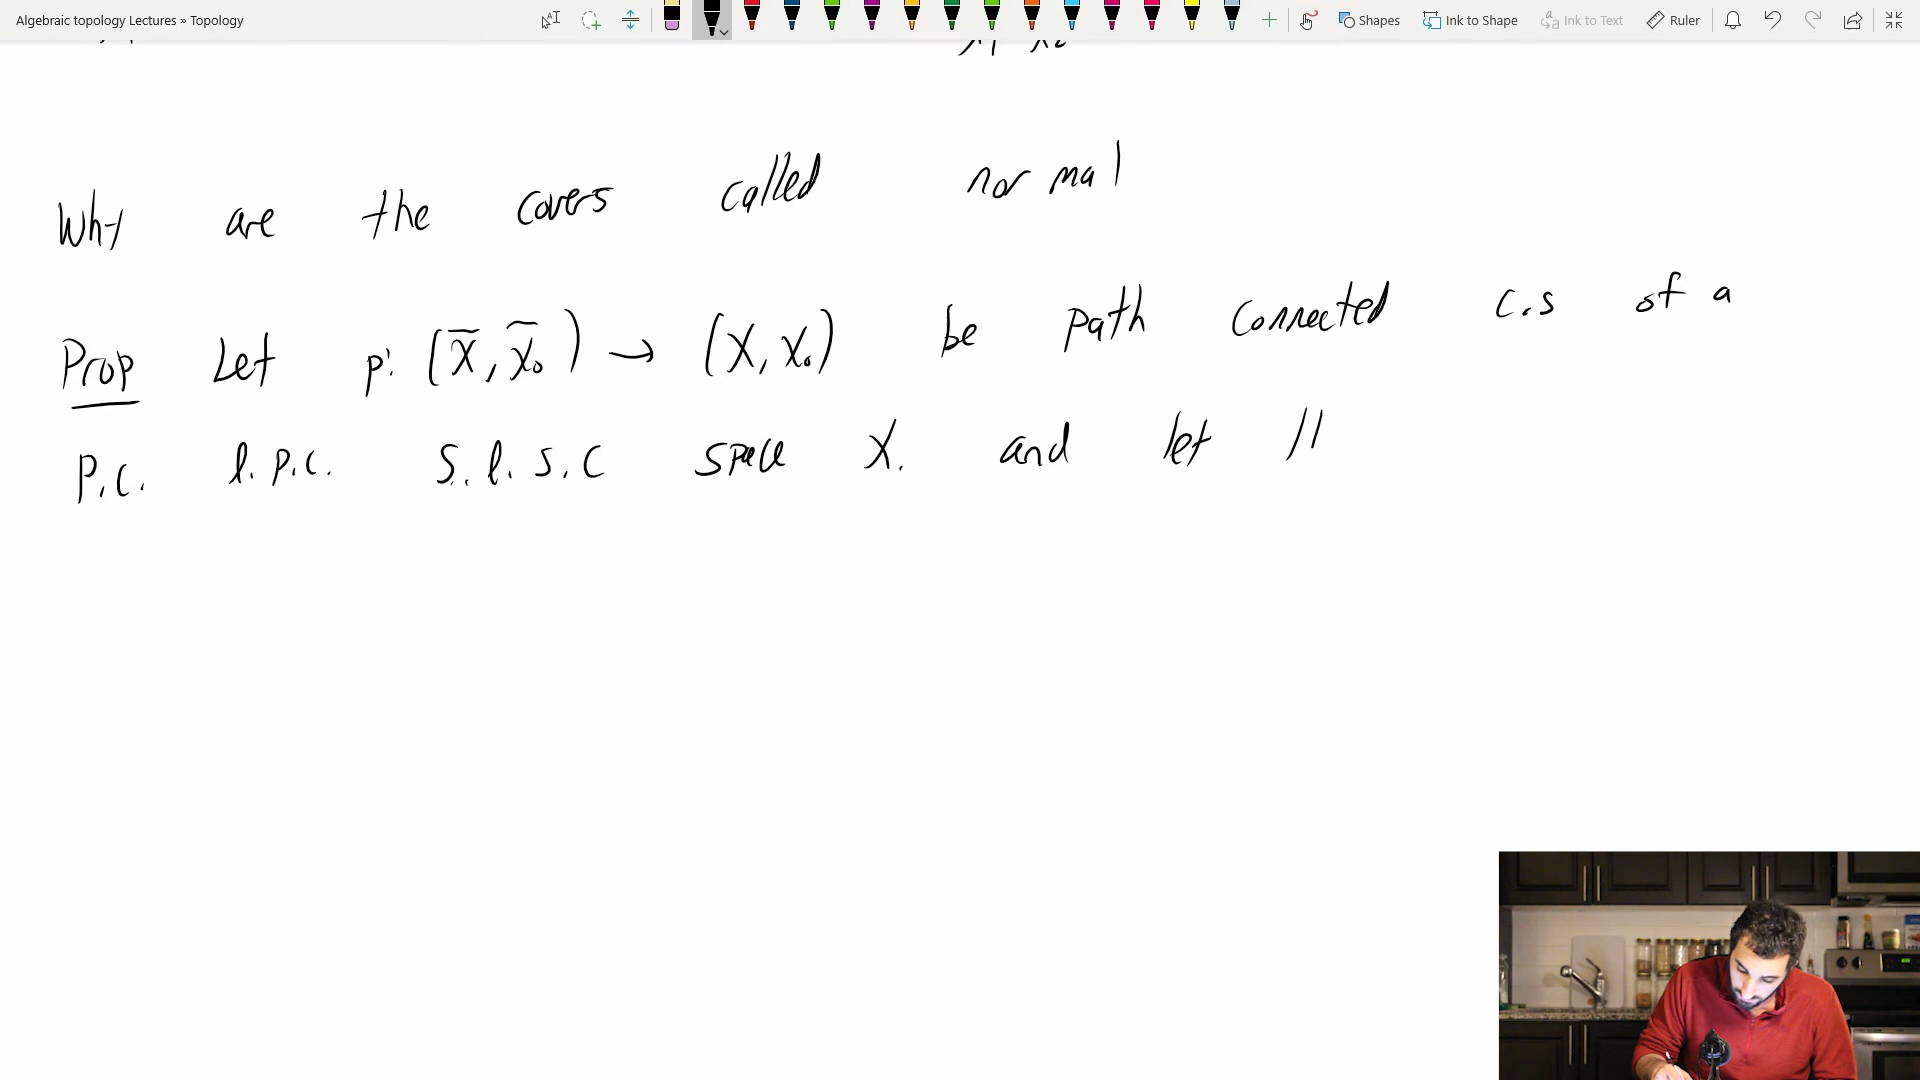 Algebraic topology Lectures » Topology
Shapes Ink to Shape Ink to Text Ruler
Why are the covers called normal
Prop Let p: (X̃, x̃₀) → (X, x₀) be path connected c.s of a
P.C. l.p.c. S.l.s.c space X. and let